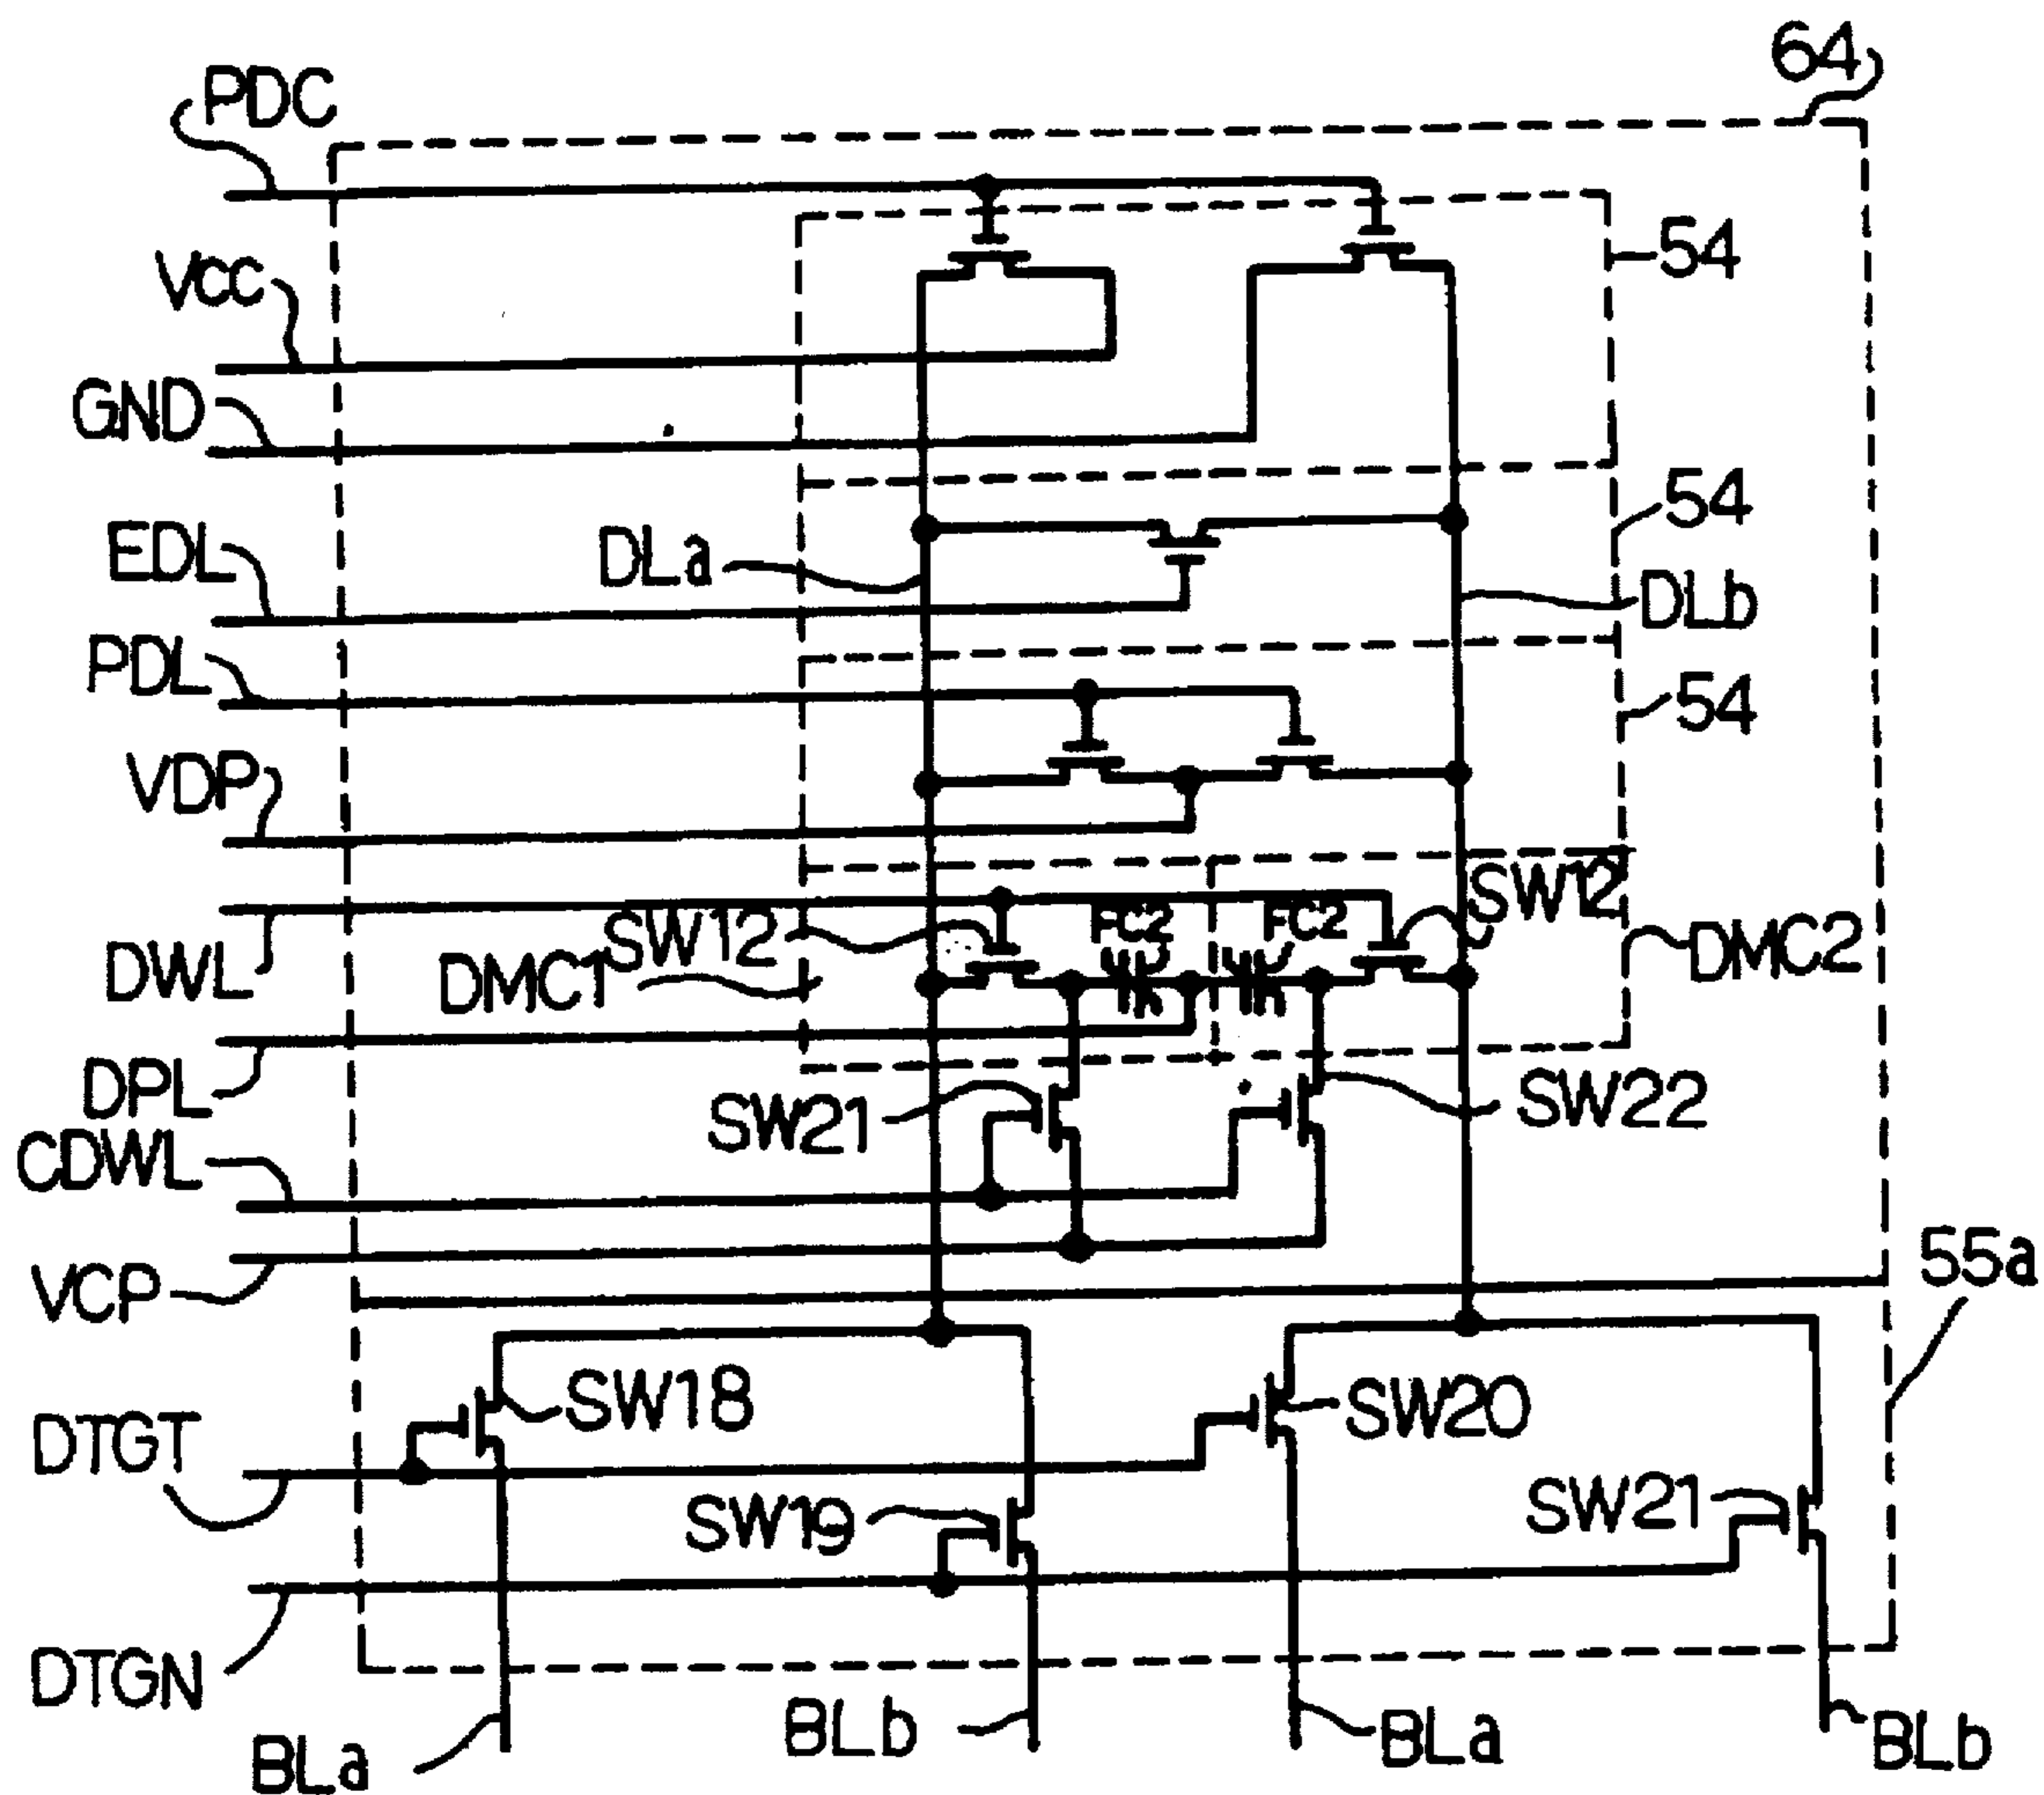 64
PDC
54
VCC
GND
54
EDL
DLa
DLb
PDL
54
VDP
SW12
SW12
FC2
FC2
DWL
DMC1
DMC2
DPL
SW21
SW22
CDWL
55a
VCP
SW18
SW20
DTGT
SW19
SW21
DTGN
BLa
BLb
BLa
BLb